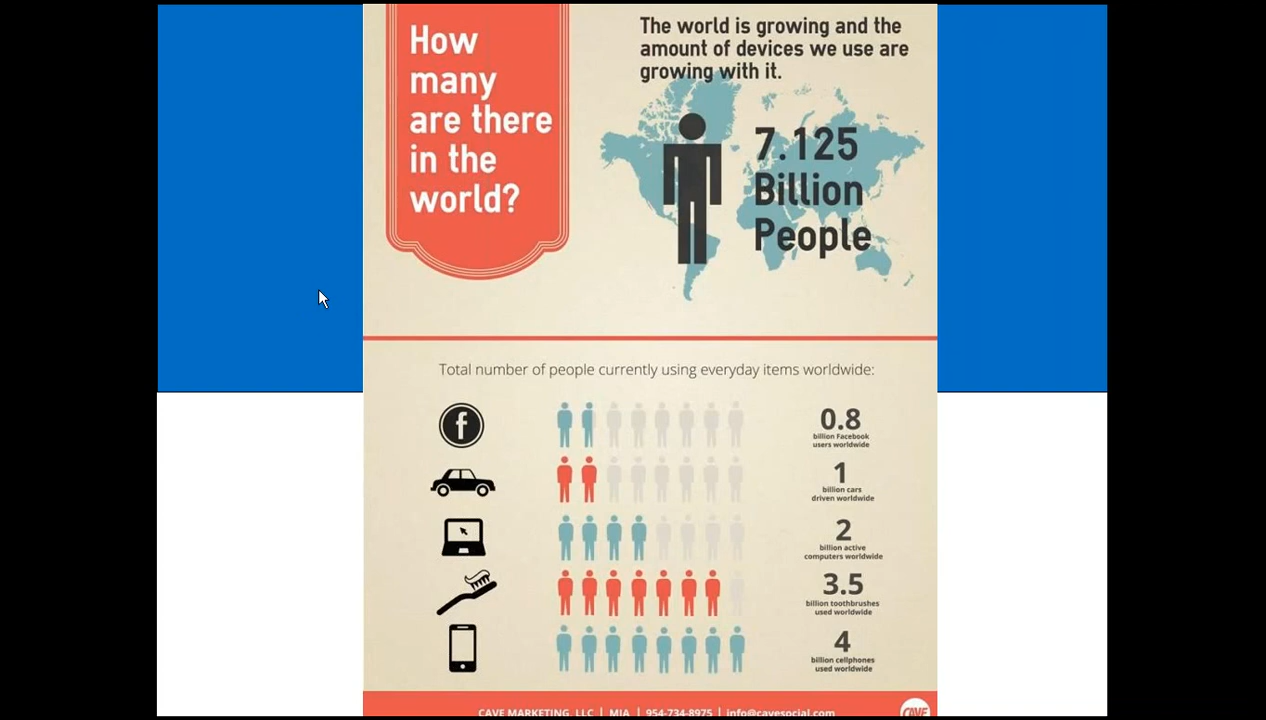 How
many
are there
in the
world?
The world is growing and the
amount of devices we use are
growing with it.
7.125
Billion
People
Total number of people currently using everyday items worldwide:
f
0.8
billion Facebook
users worldwide
1
billion cars
driven worldwide
2
billion active
computers worldwide
3.5
billion toothbrushes
used worldwide
4
billion cellphones
used worldwide
CAVE MARKETING, LLC | MIA | 954-734-8975 | info@cavesocial.com
CAVE